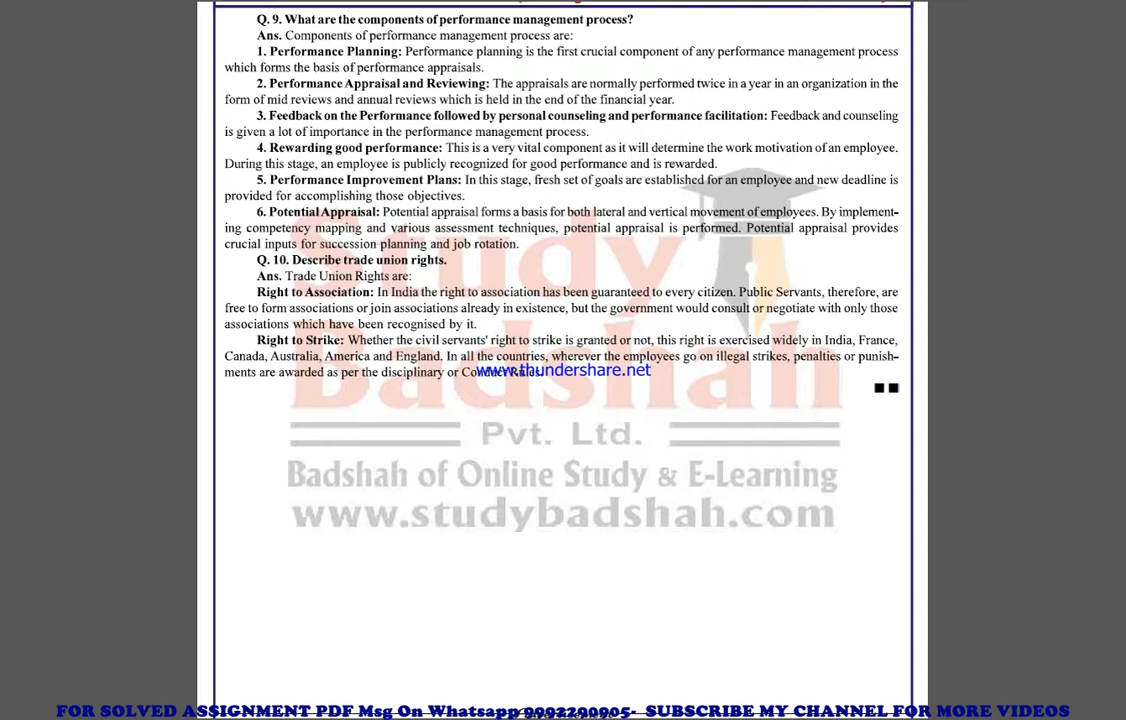 Q. 9. What are the components of performance management process?
Ans. Components of performance management process are:
1. Performance Planning: Performance planning is the first crucial component of any performance management process
which forms the basis of performance appraisals.
2. Performance Appraisal and Reviewing: The appraisals are normally performed twice in a year in an organization in the
form of mid reviews and annual reviews which is held in the end of the financial year.
3. Feedback on the Performance followed by personal counseling and performance facilitation: Feedback and counseling
is given a lot of importance in the performance management process.
4. Rewarding good performance: This is a very vital component as it will determine the work motivation of an employee.
During this stage, an employee is publicly recognized for good performance and is rewarded.
5. Performance Improvement Plans: In this stage, fresh set of goals are established for an employee and new deadline is
provided for accomplishing those objectives.
6. Potential Appraisal: Potential appraisal forms a basis for both lateral and vertical movement of employees. By implement-
ing competency mapping and various assessment techniques, potential appraisal is performed. Potential appraisal provides
crucial inputs for succession planning and job rotation.
Q. 10. Describe trade union rights.
Ans. Trade Union Rights are:
Right to Association: In India the right to association has been guaranteed to every citizen. Public Servants, therefore, are
free to form associations or join associations already in existence, but the government would consult or negotiate with only those
associations which have been recognised by it.
Right to Strike: Whether the civil servants' right to strike is granted or not, this right is exercised widely in India, France,
Canada, Australia, America and England. In all the countries, wherever the employees go on illegal strikes, penalties or punish-
ments are awarded as per the disciplinary or Conduct Rules.
www.thundershare.net
Study
Badshah
Pvt. Ltd.
Badshah of Online Study & E-Learning
www.studybadshah.com
FOR SOLVED ASSIGNMENT PDF Msg On Whatsapp 9992290905- SUBSCRIBE MY CHANNEL FOR MORE VIDEOS